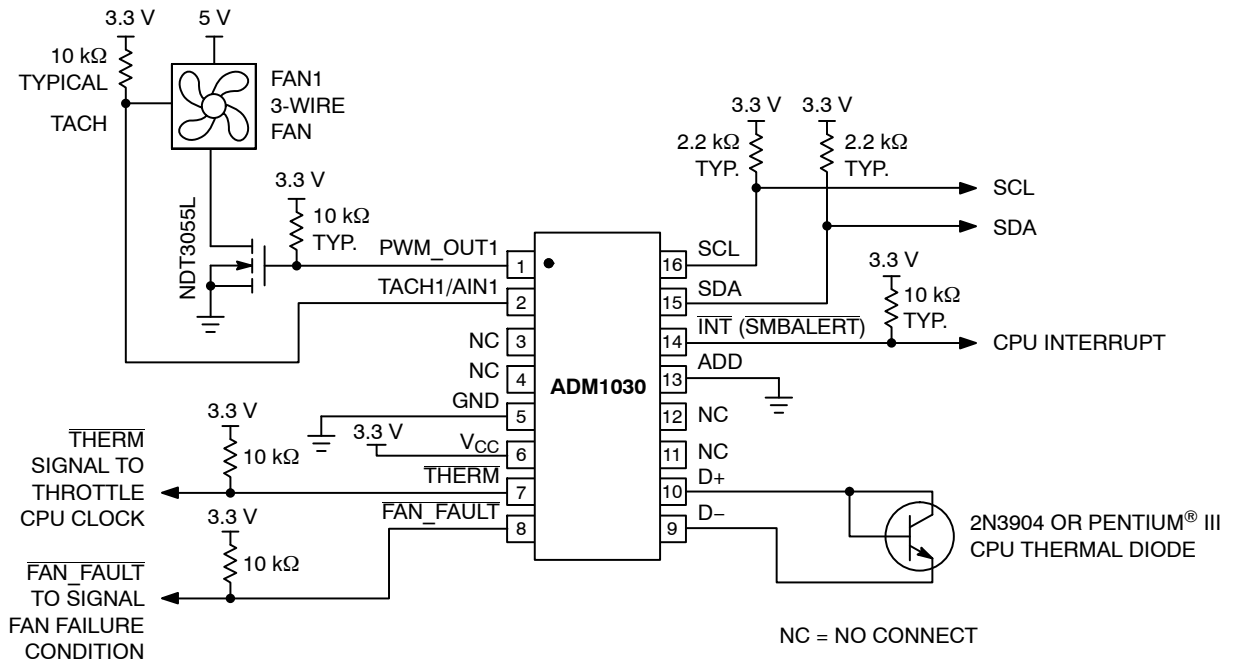 3.3 V
5 V
10 kΩ
TYPICAL
TACH
FAN1
3-WIRE
FAN
3.3 V
10 kΩ
TYP.
NDT3055L
PWM_OUT1
TACH1/AIN1
NC
NC
GND
3.3 V
VCC
THERM
FAN_FAULT
1
2
3
4
5
6
7
8
ADM1030
16
15
14
13
12
11
10
9
SCL
SDA
INT (SMBALERT)
ADD
NC
NC
D+
D−
3.3 V
3.3 V
2.2 kΩ
TYP.
2.2 kΩ
TYP.
SCL
SDA
3.3 V
10 kΩ
TYP.
CPU INTERRUPT
3.3 V
10 kΩ
THERM
SIGNAL TO
THROTTLE
CPU CLOCK
3.3 V
10 kΩ
FAN_FAULT
TO SIGNAL
FAN FAILURE
CONDITION
2N3904 OR PENTIUM® III
CPU THERMAL DIODE
NC = NO CONNECT